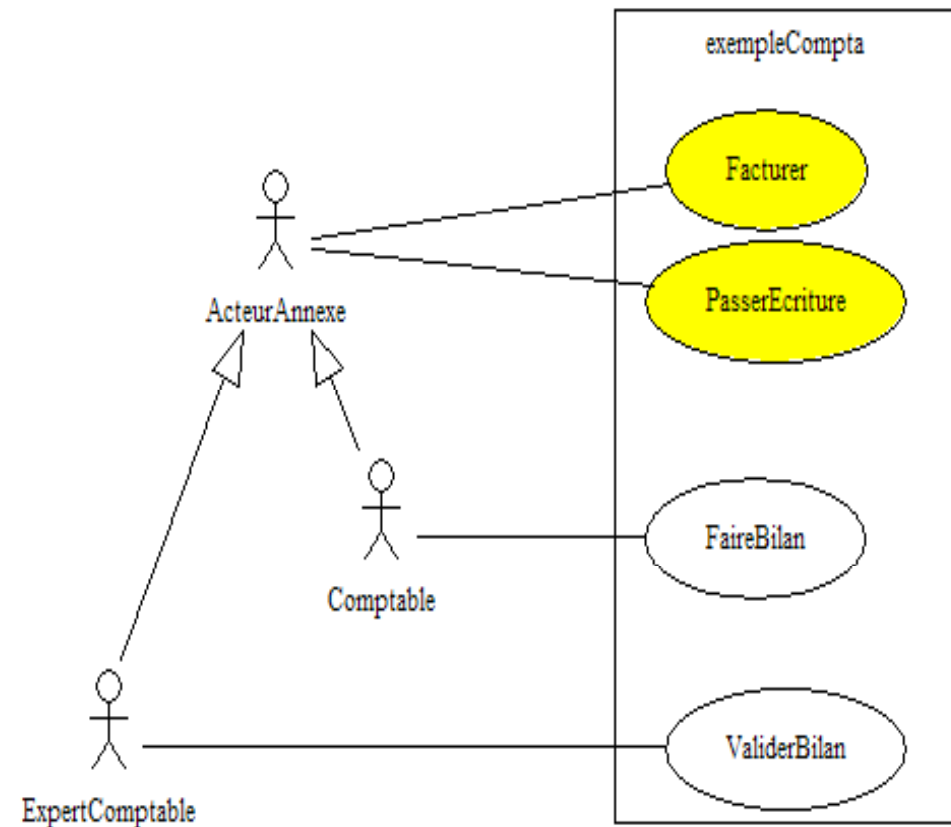 exempleCompta
Facturer
PasserEcriture
ActeurAnnexe
FaireBilan
Comptable
ValiderBilan
ExpertComptable